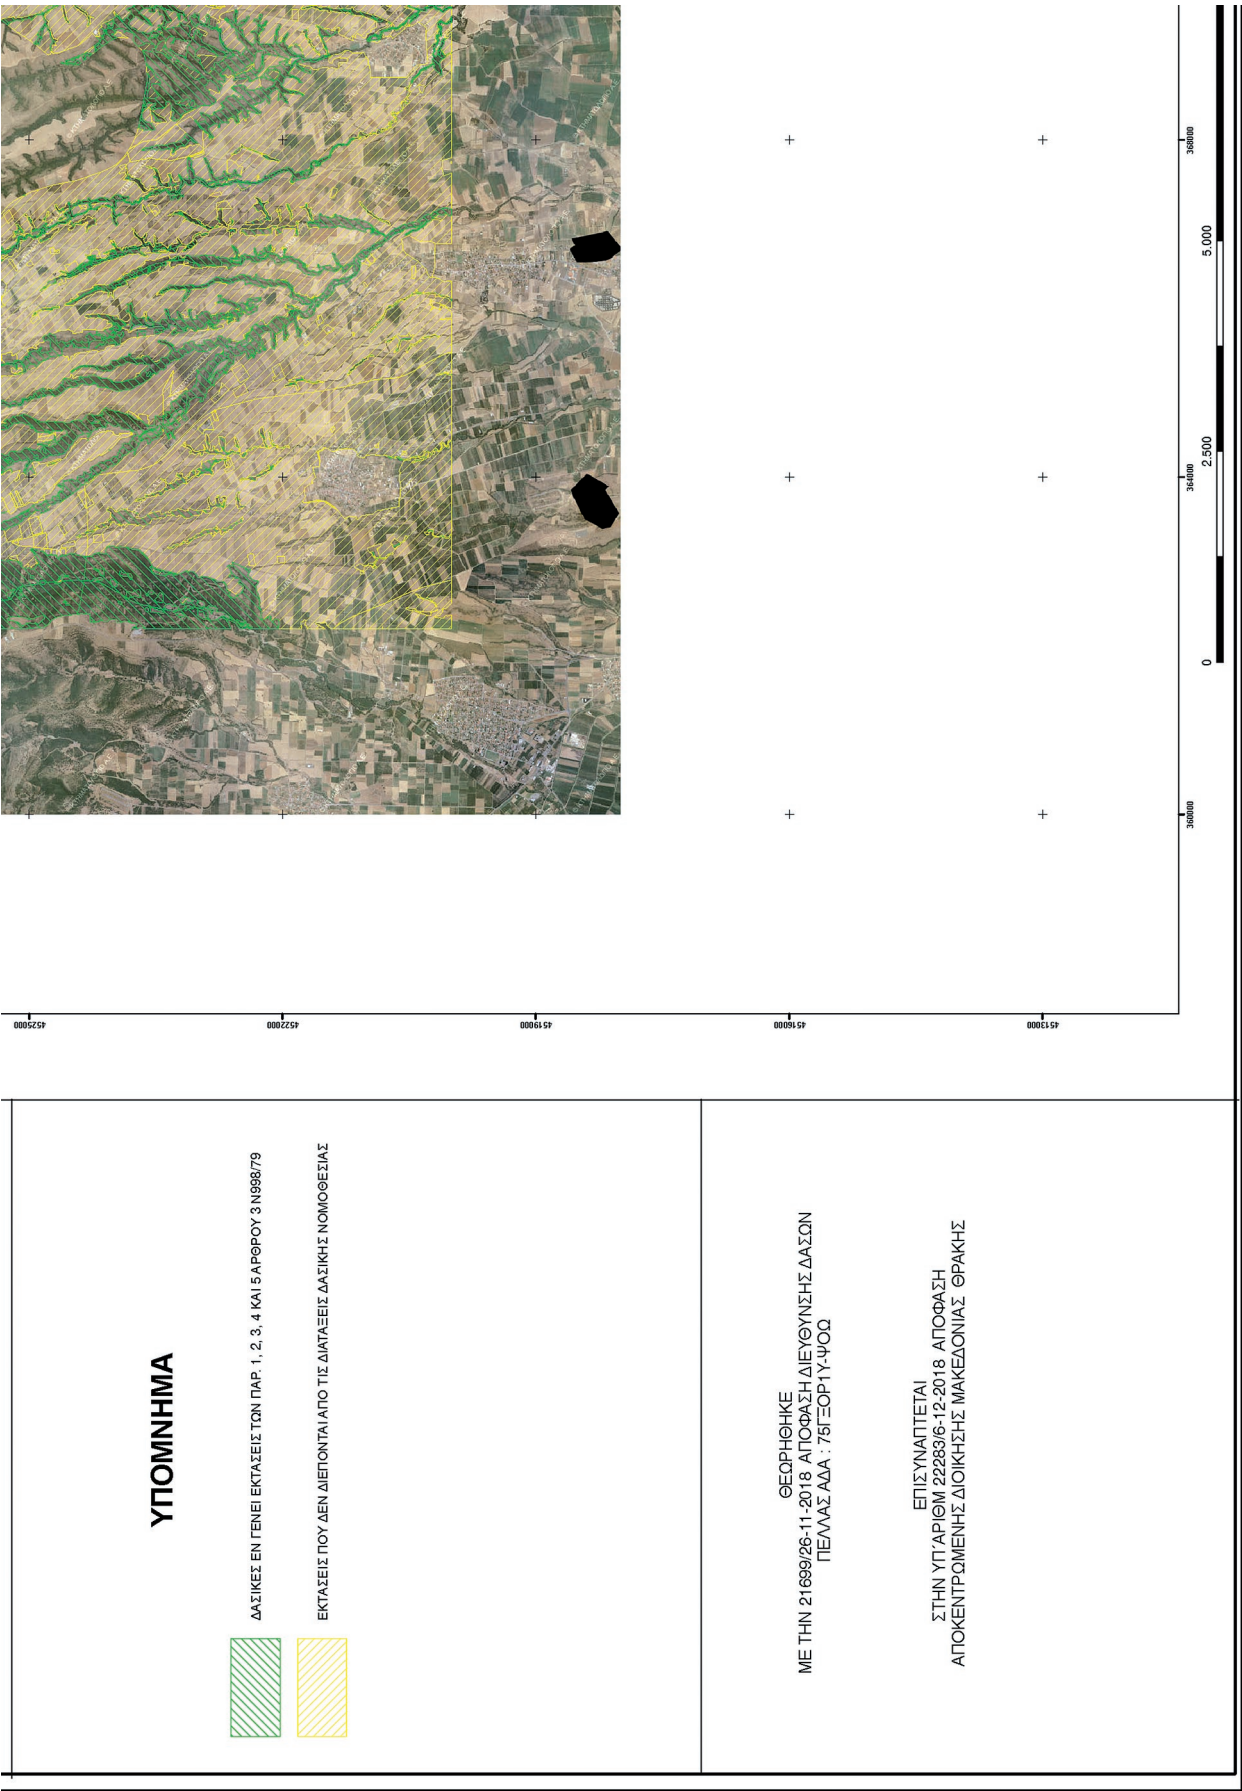 368000
364000
360000
5.000
2.500
0
4525000
4522000
4519000
4516000
4513000
ΥΠΟΜΝΗΜΑ
ΔΑΣΙΚΕΣ ΕΝ ΓΕΝΕΙ ΕΚΤΑΣΕΙΣ ΤΩΝ ΠΑΡ. 1, 2, 3, 4 ΚΑΙ 5 ΑΡΘΡΟΥ 3 Ν998/79
ΕΚΤΑΣΕΙΣ ΠΟΥ ΔΕΝ ΔΙΕΠΟΝΤΑΙ ΑΠΟ ΤΙΣ ΔΙΑΤΑΞΕΙΣ ΔΑΣΙΚΗΣ ΝΟΜΟΘΕΣΙΑΣ
ΘΕΩΡΗΘΗΚΕ
ΜΕ ΤΗΝ 21699/26-11-2018 ΑΠΟΦΑΣΗ ΔΙΕΥΘΥΝΣΗΣ ΔΑΣΩΝ
ΠΕΛΛΑΣ ΑΔΑ : 75ΓΞΟΡ1Υ-ΨΟΩ
ΕΠΙΣΥΝΑΠΤΕΤΑΙ
ΣΤΗΝ ΥΠ΄ΑΡΙΘΜ 22283/6-12-2018 ΑΠΟΦΑΣΗ
ΑΠΟΚΕΝΤΡΩΜΕΝΗΣ ΔΙΟΙΚΗΣΗΣ ΜΑΚΕΔΟΝΙΑΣ ΘΡΑΚΗΣ